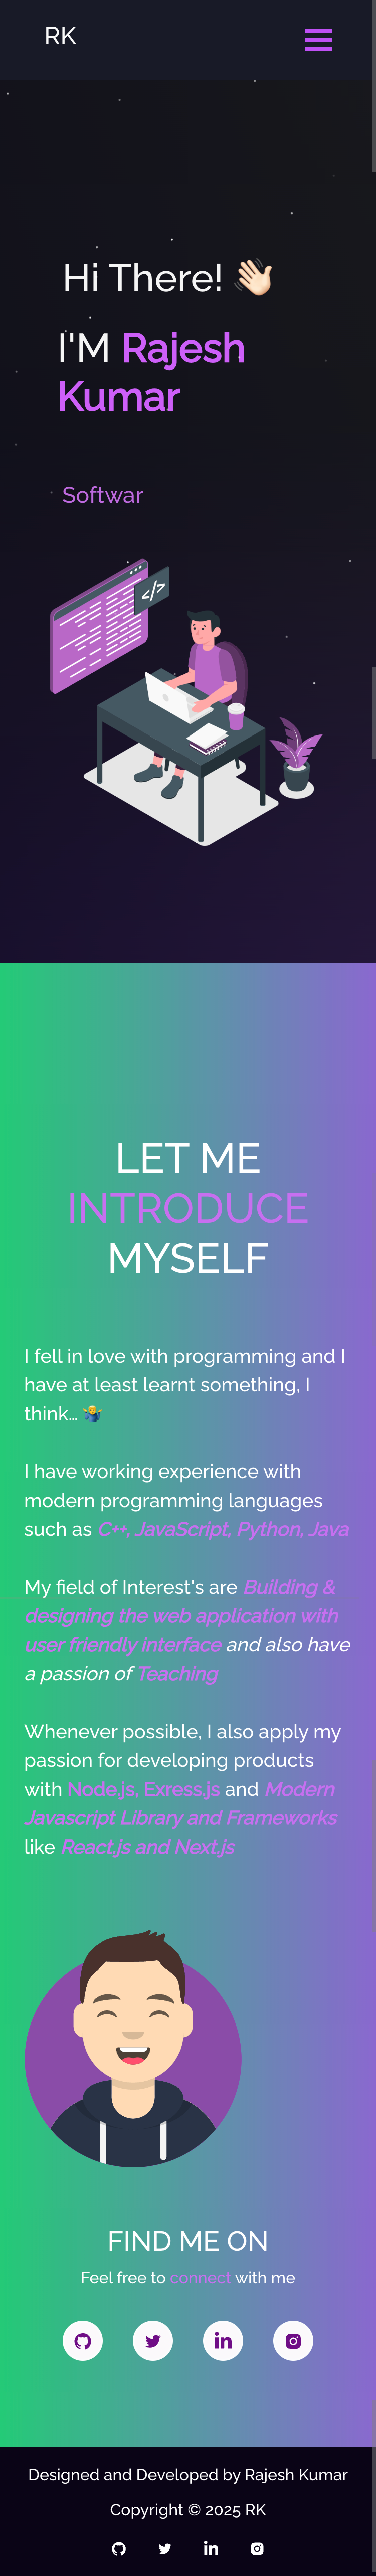 RK
Hi There! 👋🏻
I'M Rajesh
Kumar
Softwar
</>
LET ME
INTRODUCE
MYSELF
I fell in love with programming and I
have at least learnt something, I
think… 🤷‍♂️
I have working experience with
modern programming languages
such as C++, JavaScript, Python, Java
My field of Interest's are Building &
designing the web application with
user friendly interface and also have
a passion of Teaching
Whenever possible, I also apply my
passion for developing products
with Node.js, Exress.js and Modern
Javascript Library and Frameworks
like React.js and Next.js
FIND ME ON
Feel free to connect with me
in
Designed and Developed by Rajesh Kumar
Copyright © 2025 RK
in